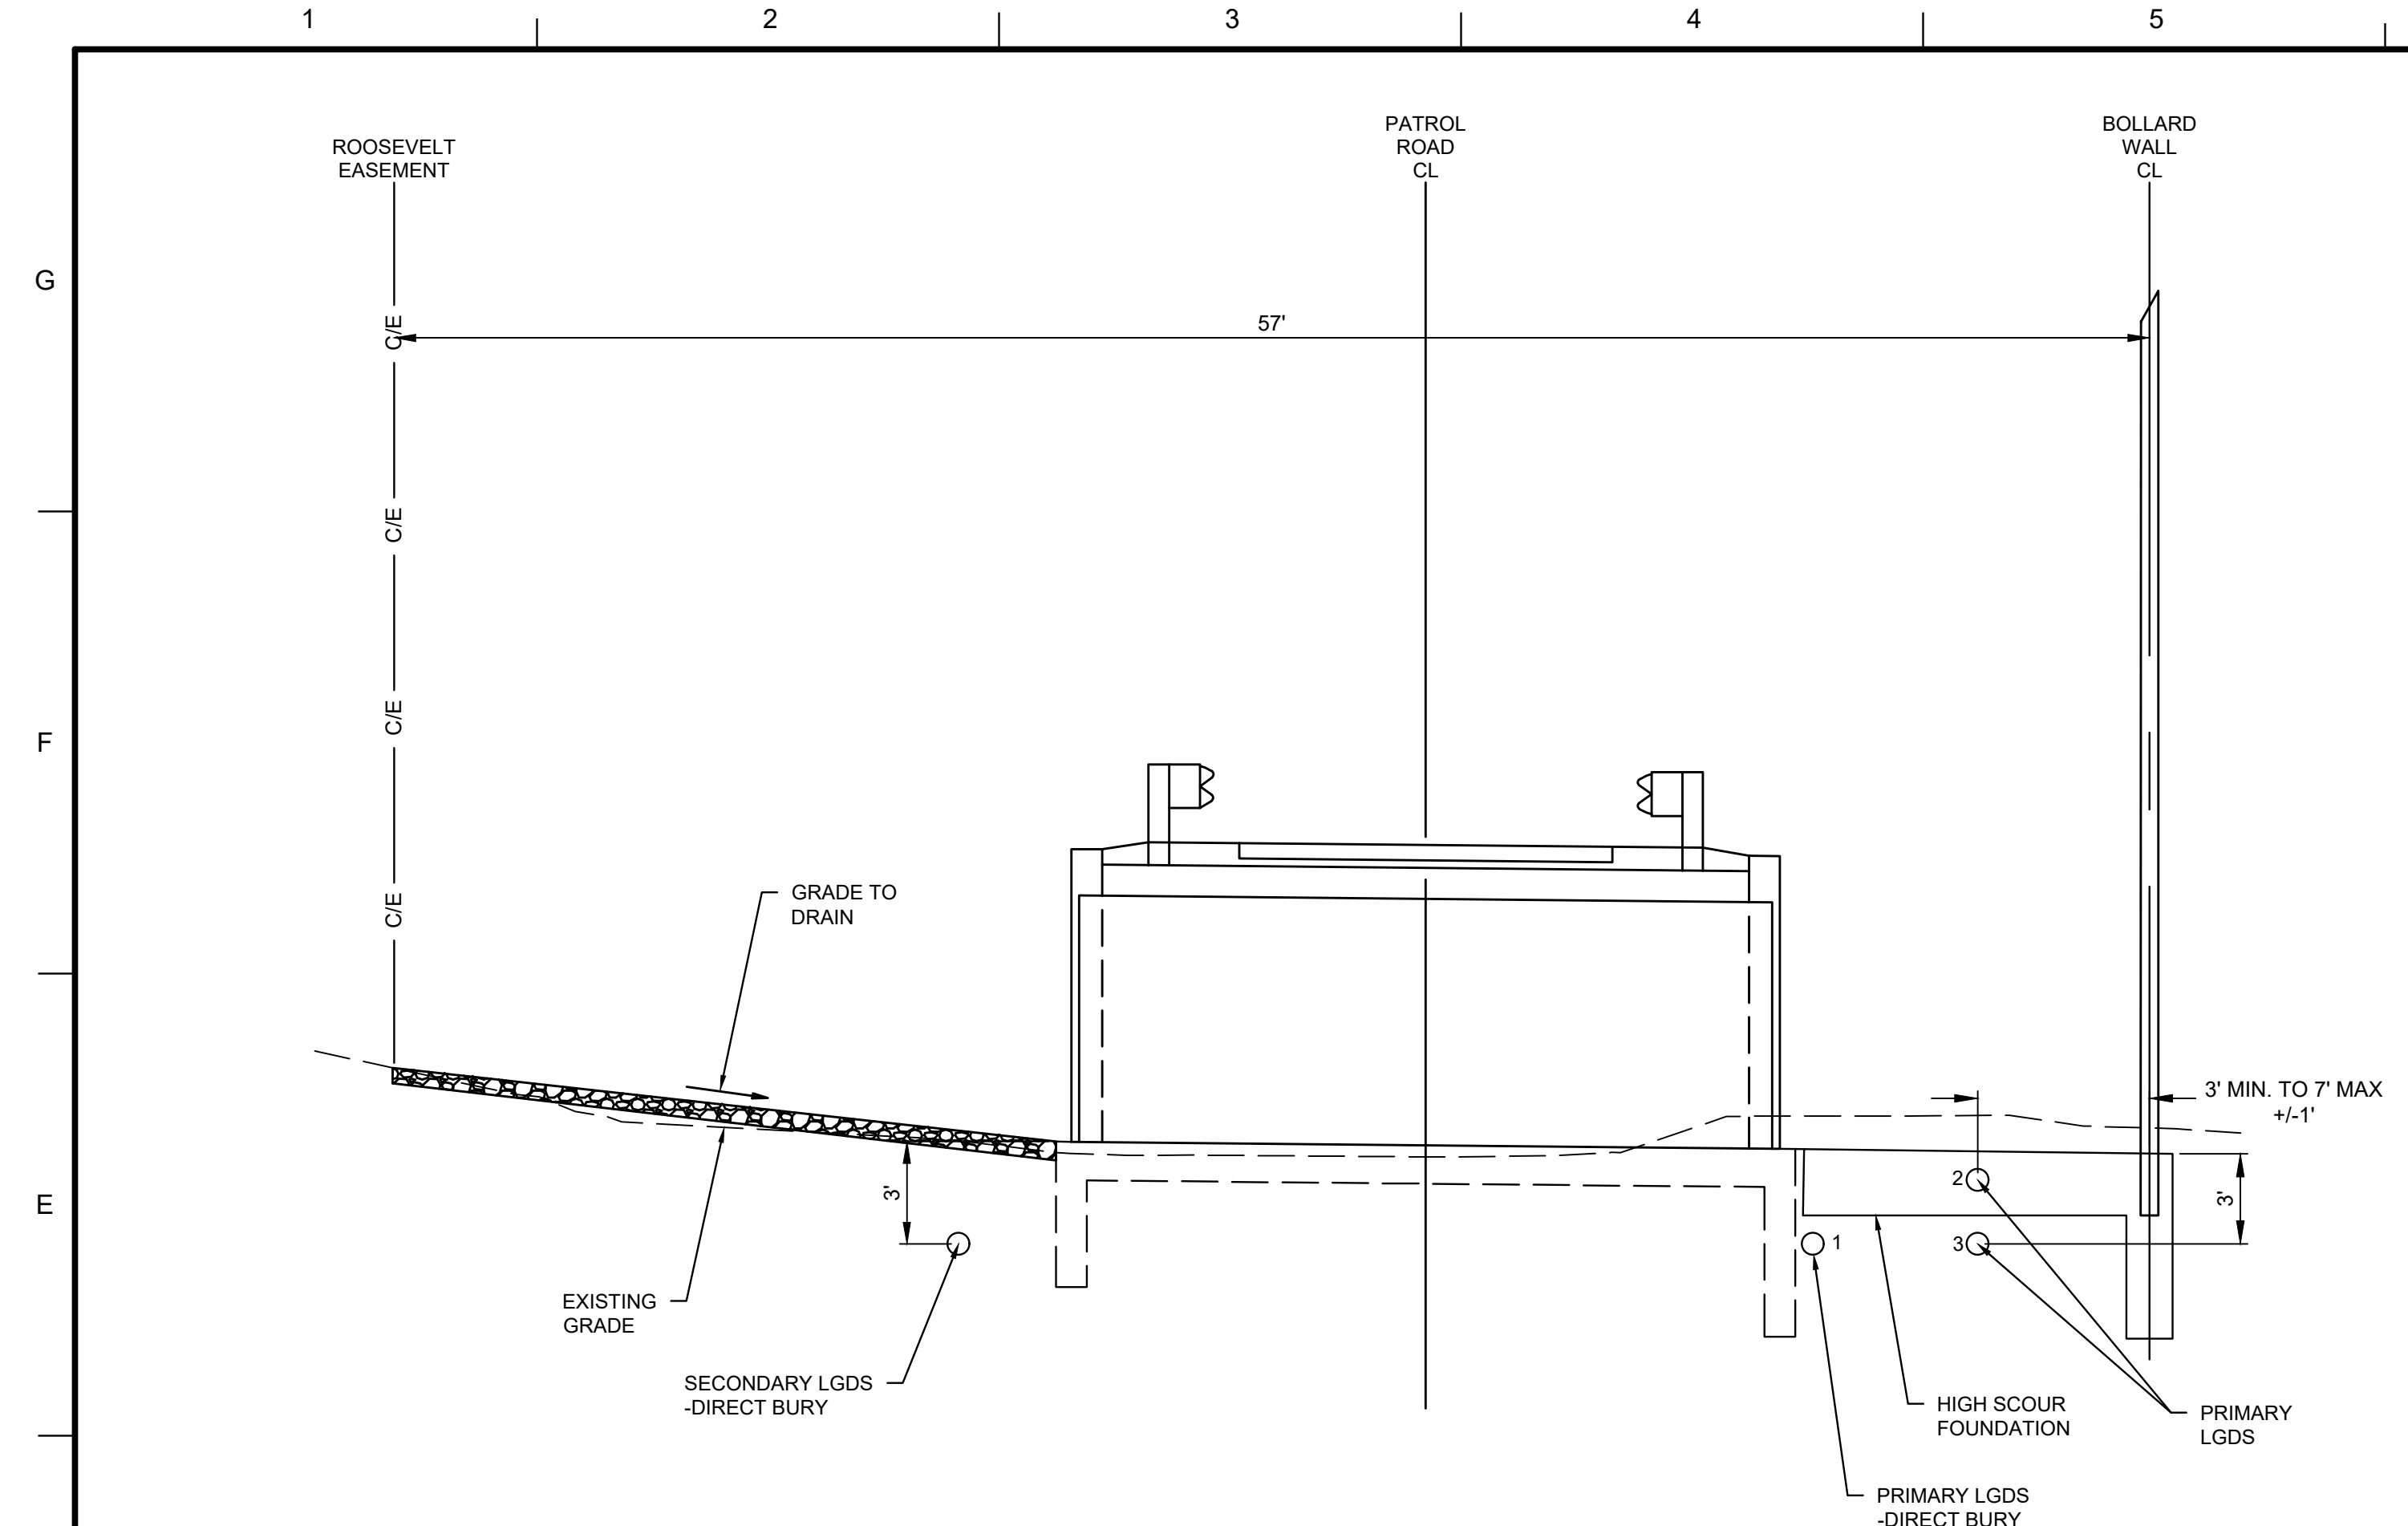 1 2 3 4 5
ROOSEVELT
EASEMENT
PATROL
ROAD
CL
BOLLARD
WALL
CL
G
C/E
57'
C/E
F
C/E
C/E
GRADE TO
DRAIN
3' MIN. TO 7' MAX
+/-1'
E
3'
2
3'
1
3
EXISTING
GRADE
SECONDARY LGDS
-DIRECT BURY
HIGH SCOUR
FOUNDATION
PRIMARY
LGDS
PRIMARY LGDS
-DIRECT BURY